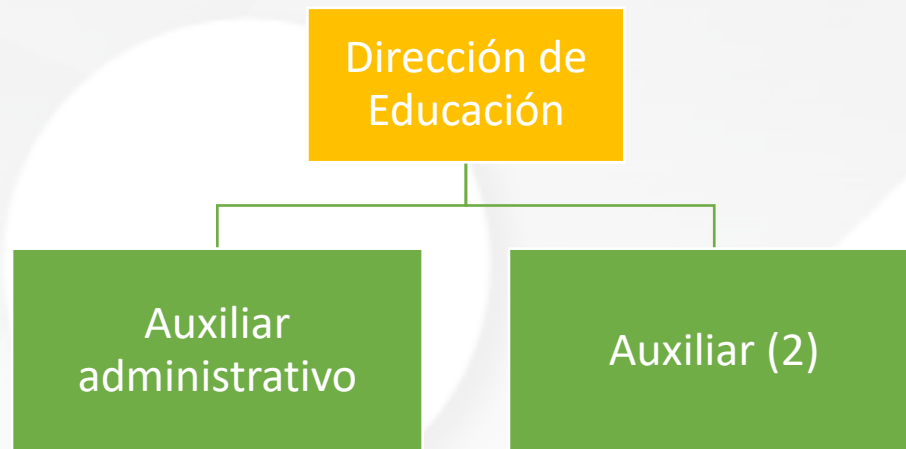 Dirección de
Educación
Auxiliar
administrativo
Auxiliar (2)